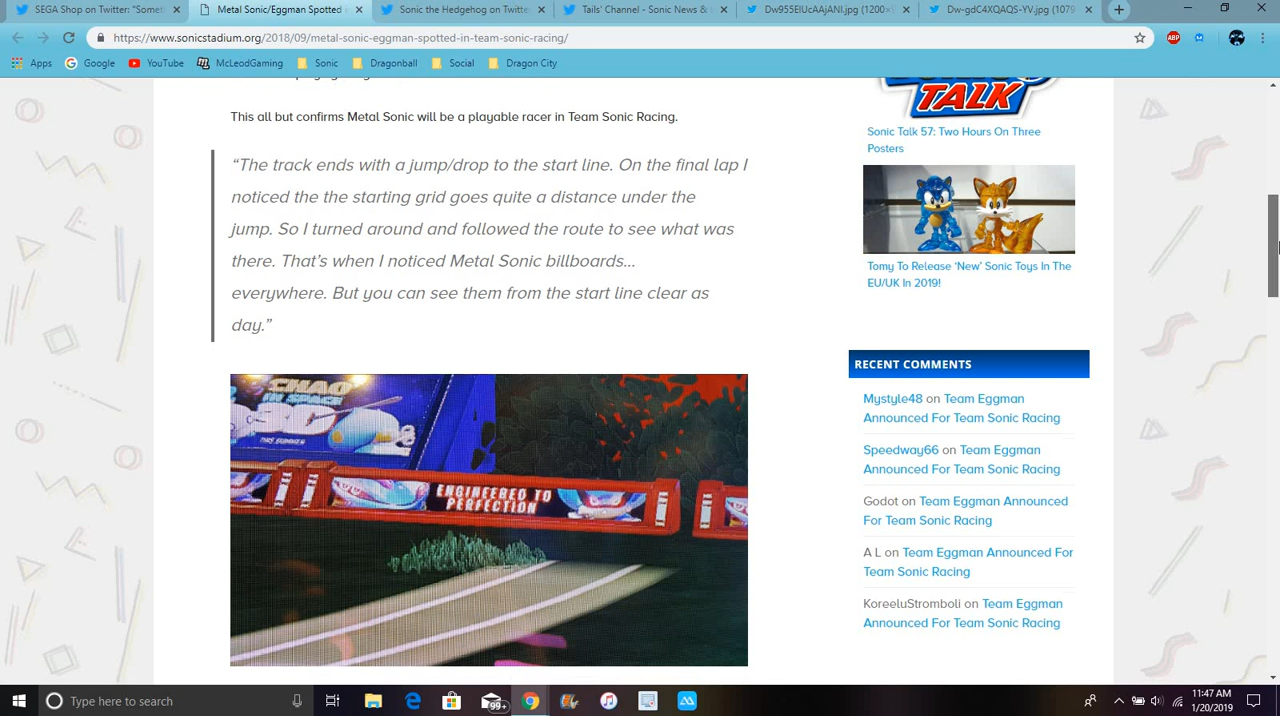 SEGA Shop on Twitter: "Someti
Metal Sonic/Eggman Spotted i
Sonic the Hedgehog on Twitte
Tails' Channel - Sonic News &
Dw955EIUcAAjANI.jpg (1200×
Dw-gdC4XQAQS-YV.jpg (1079
https://www.sonicstadium.org/2018/09/metal-sonic-eggman-spotted-in-team-sonic-racing/
ABP
Apps Google YouTube McLeodGaming Sonic Dragonball Social Dragon City
This all but confirms Metal Sonic will be a playable racer in Team Sonic Racing.
“The track ends with a jump/drop to the start line. On the final lap I
noticed the the starting grid goes quite a distance under the
jump. So I turned around and followed the route to see what was
there. That’s when I noticed Metal Sonic billboards…
everywhere. But you can see them from the start line clear as
day.”
CHAO
IN SPACE
ENGINEERED TO
PERFECTION
TALK
Sonic Talk 57: Two Hours On Three
Posters
Tomy To Release ‘New’ Sonic Toys In The
EU/UK In 2019!
RECENT COMMENTS
Mystyle48 on Team Eggman
Announced For Team Sonic Racing
Speedway66 on Team Eggman
Announced For Team Sonic Racing
Godot on Team Eggman Announced
For Team Sonic Racing
A L on Team Eggman Announced For
Team Sonic Racing
KoreeluStromboli on Team Eggman
Announced For Team Sonic Racing
Type here to search
99+
11:47 AM
1/20/2019